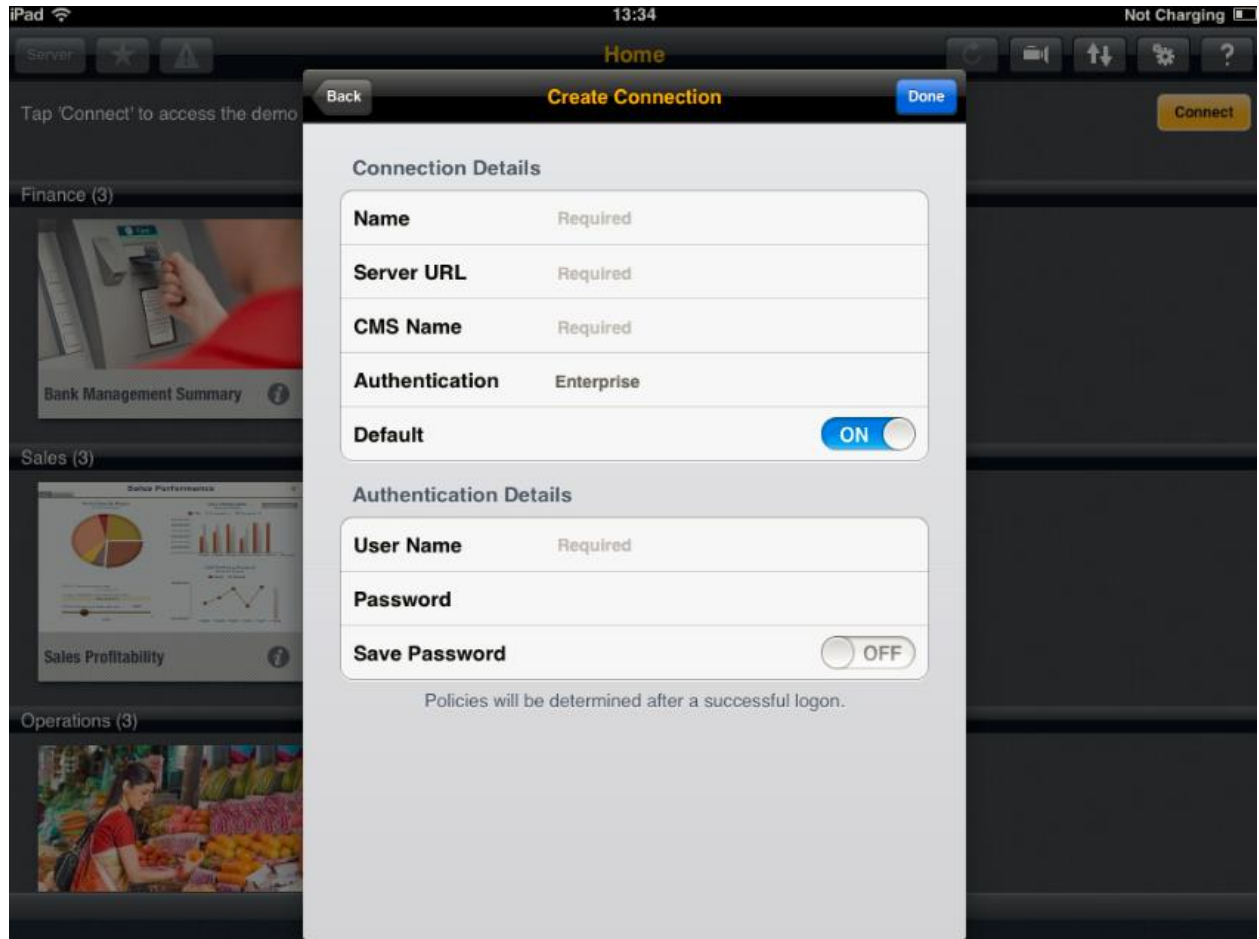 iPad
13:34
Not Charging
Server
Home
?
Tap 'Connect' to access the demo
Connect
Back
Create Connection
Done
Connection Details
Name Required
Server URL Required
CMS Name Required
Authentication Enterprise
Default ON
Authentication Details
User Name Required
Password
Save Password OFF
Policies will be determined after a successful logon.
Finance (3)
Bank Management Summary
Sales (3)
Sales Performance
Sales Profitability
Operations (3)